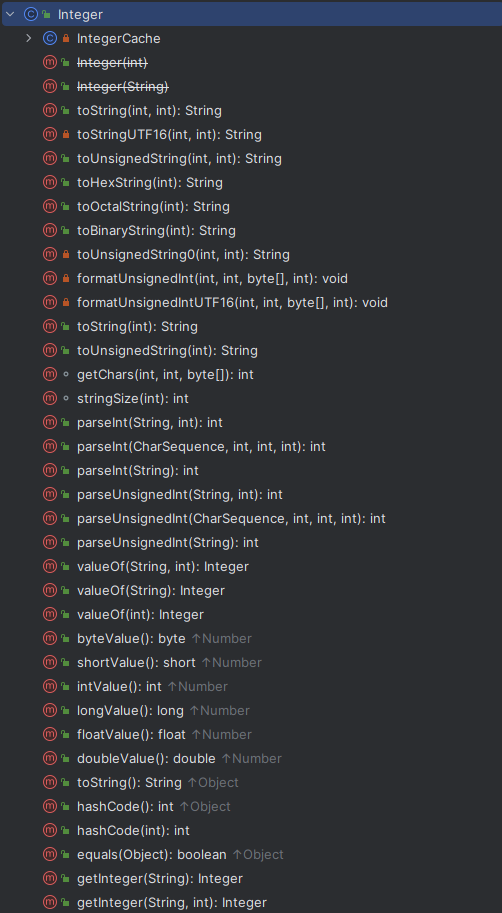 Integer
IntegerCache
Integer(int)
Integer(String)
toString(int, int): String
toStringUTF16(int, int): String
toUnsignedString(int, int): String
toHexString(int): String
toOctalString(int): String
toBinaryString(int): String
toUnsignedString0(int, int): String
formatUnsignedInt(int, int, byte[], int): void
formatUnsignedIntUTF16(int, int, byte[], int): void
toString(int): String
toUnsignedString(int): String
getChars(int, int, byte[]): int
stringSize(int): int
parseInt(String, int): int
parseInt(CharSequence, int, int, int): int
parseInt(String): int
parseUnsignedInt(String, int): int
parseUnsignedInt(CharSequence, int, int, int): int
parseUnsignedInt(String): int
valueOf(String, int): Integer
valueOf(String): Integer
valueOf(int): Integer
byteValue(): byte ↑Number
shortValue(): short ↑Number
intValue(): int ↑Number
longValue(): long ↑Number
floatValue(): float ↑Number
doubleValue(): double ↑Number
toString(): String ↑Object
hashCode(): int ↑Object
hashCode(int): int
equals(Object): boolean ↑Object
getInteger(String): Integer
getInteger(String, int): Integer